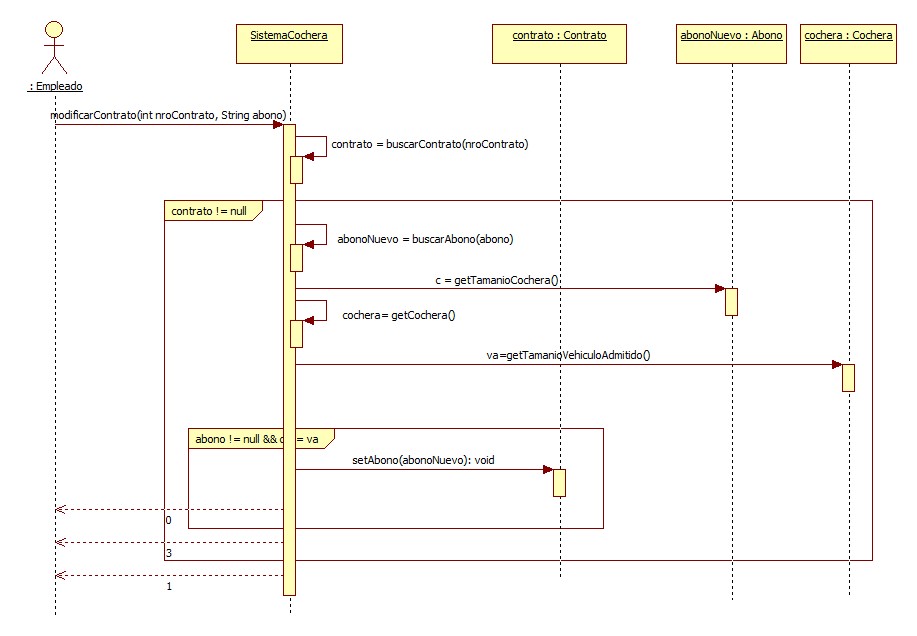 SistemaCochera
contrato : Contrato
abonoNuevo : Abono
cochera : Cochera
: Empleado
modificarContrato(int nroContrato, String abono)
contrato = buscarContrato(nroContrato)
contrato != null
abonoNuevo = buscarAbono(abono)
c = getTamanioCochera()
cochera= getCochera()
va=getTamanioVehiculoAdmitido()
abono != null && = va
setAbono(abonoNuevo): void
0
3
1